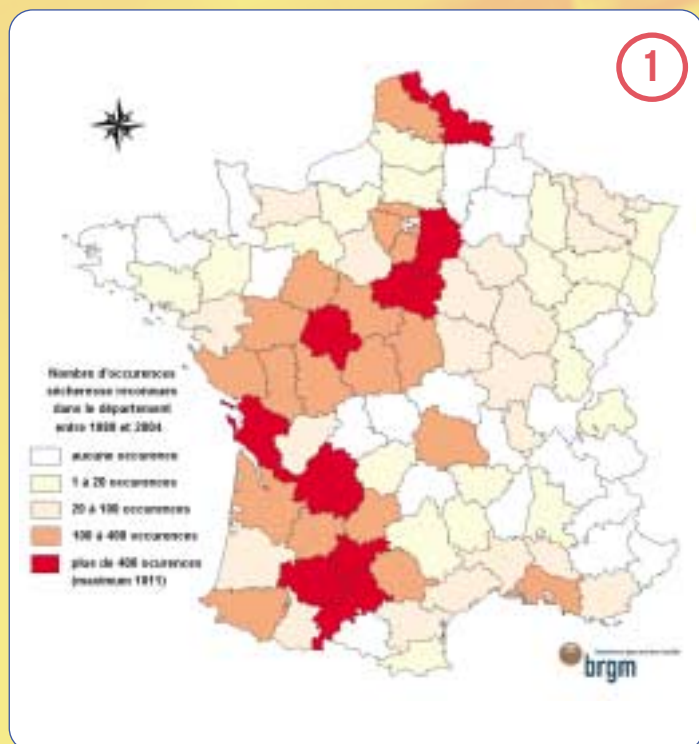 1
Nombre d'occurences
sécheresse reconnues
dans le département
entre 1989 et 2004
aucune occurence
1 à 20 occurences
20 à 100 occurences
100 à 400 occurences
plus de 400 ocurences
(maximum 1011)
brgm